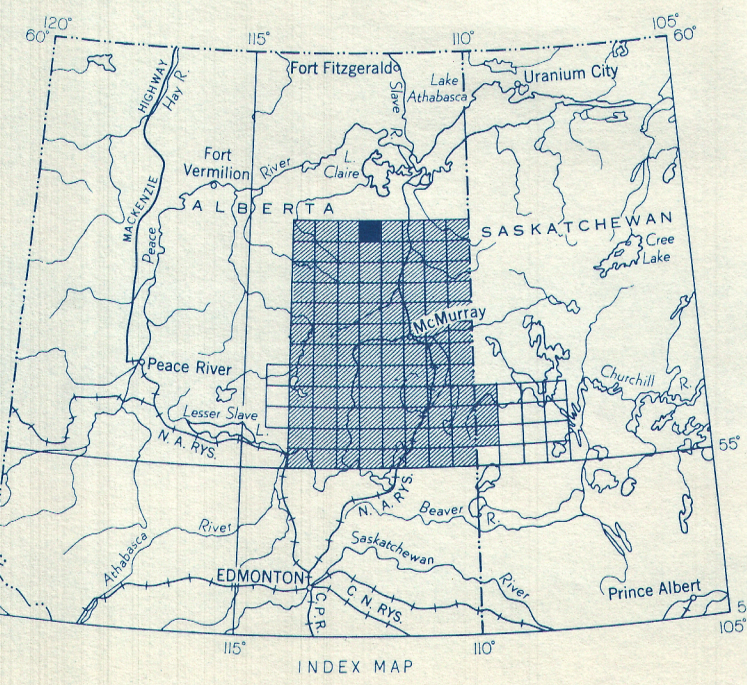 120°
60°
115°
110°
105°
60°
HIGHWAY
Hay R.
Fort Fitzgerald
Slave R.
Lake
Athabasca
Uranium City
Fort
Vermilion
River
L.
Claire
MACKENZIE
Peace
ALBERTA
SASKATCHEWAN
Cree
Lake
McMurray
Peace River
Churchill R.
Lesser Slave
L.
N. A. RYS.
55°
N. A. RYS.
Beaver
R.
Athabasca
River
Saskatchewan
River
EDMONTON
C.P.R.
C. N. RYS.
Prince Albert
5
105°
115°
110°
INDEX MAP